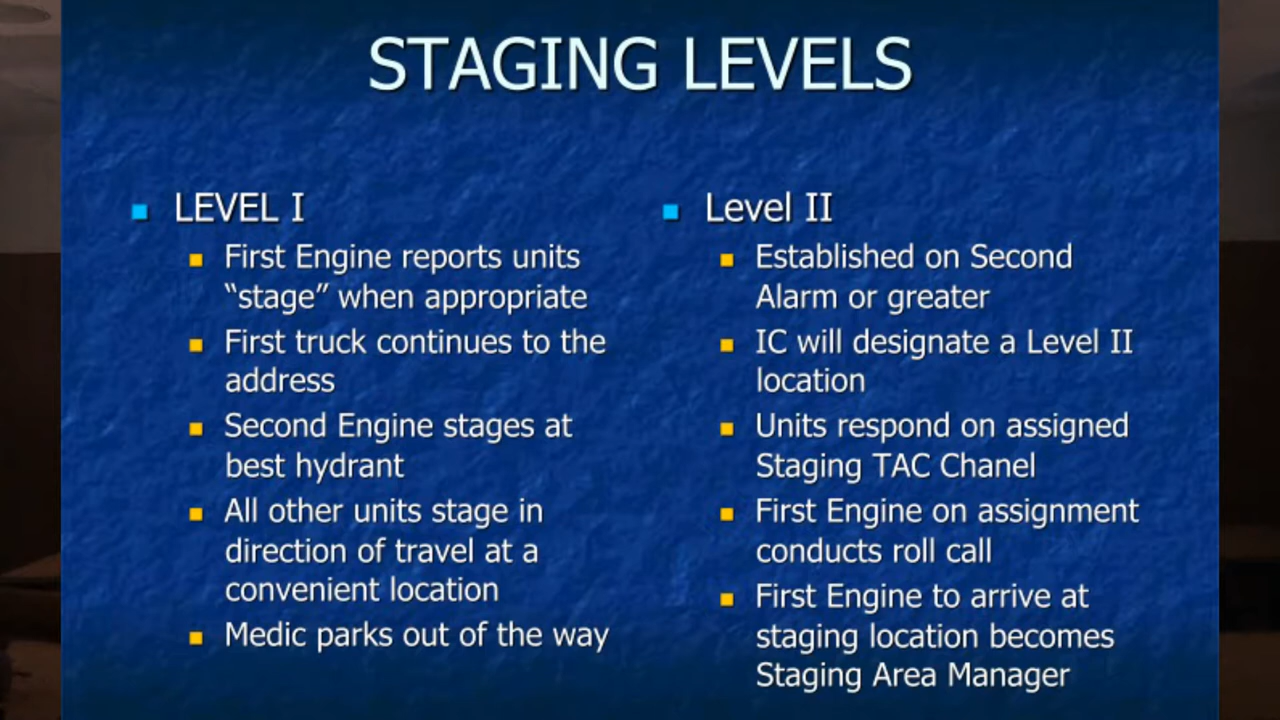 STAGING LEVELS
LEVEL I
First Engine reports units
“stage” when appropriate
First truck continues to the
address
Second Engine stages at
best hydrant
All other units stage in
direction of travel at a
convenient location
Medic parks out of the way
Level II
Established on Second
Alarm or greater
IC will designate a Level II
location
Units respond on assigned
Staging TAC Chanel
First Engine on assignment
conducts roll call
First Engine to arrive at
staging location becomes
Staging Area Manager